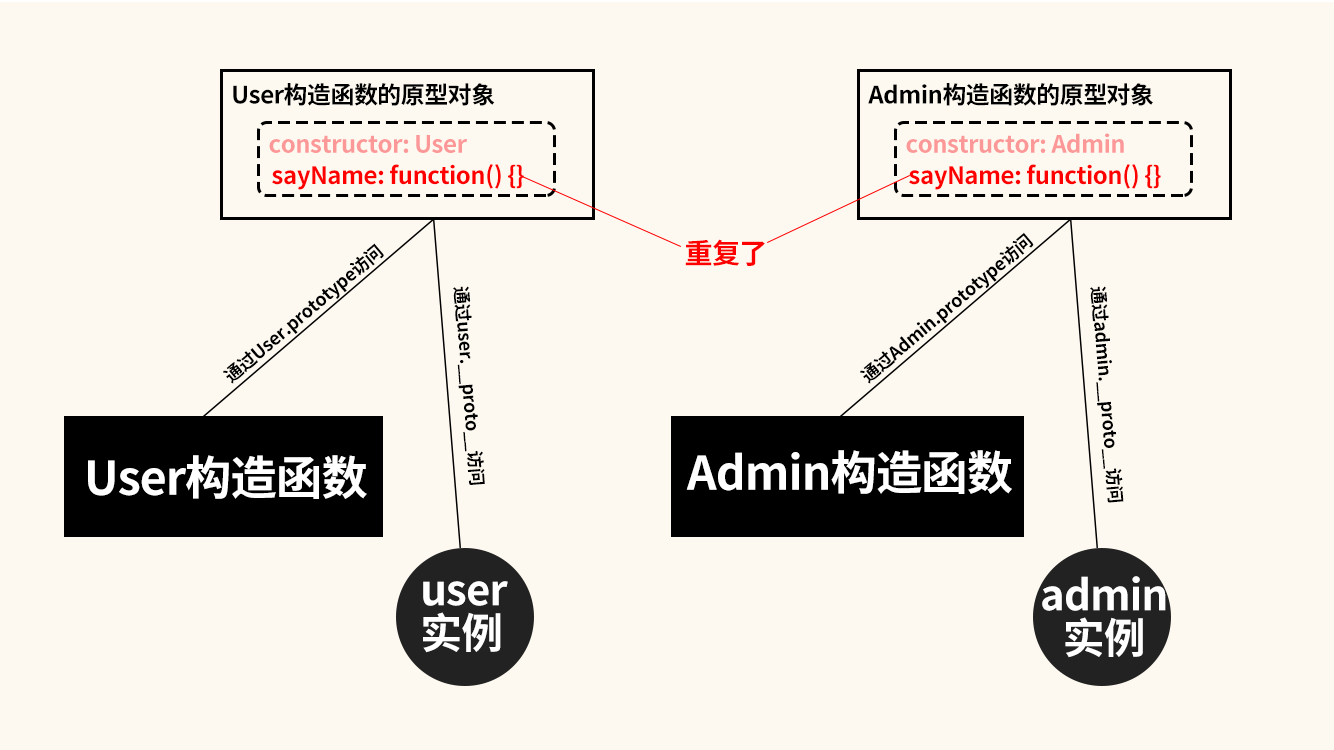 User构造函数的原型对象
constructor: User
sayName: function() {}
Admin构造函数的原型对象
constructor: Admin
sayName: function() {}
重复了
通过User.prototype访问
通过user.__proto__访问
通过Admin.prototype访问
通过admin.__proto__访问
User构造函数
Admin构造函数
user
实例
admin
实例